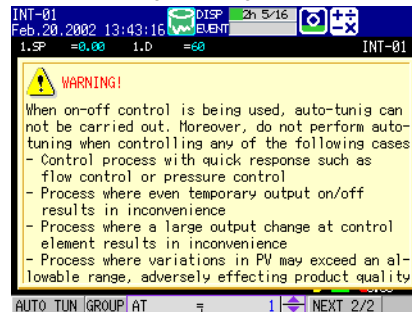 INT-01 DISP 2h 5/16
Feb.20.2002 13:43:16 EVENT
1.SP =0.00 1.D =60 INT-01
WARNING!
When on-off control is being used, auto-tunig can
not be carried out. Moreover, do not perform auto-
tuning when controlling any of the following cases
- Control process with quick response such as
flow control or pressure control
- Process where even temporary output on/off
results in inconvenience
- Process where a large output change at control
element results in inconvenience
- Process where variations in PV may exceed an al-
lowable range, adversely effecting product quality
AUTO TUN GROUP AT = 1 NEXT 2/2